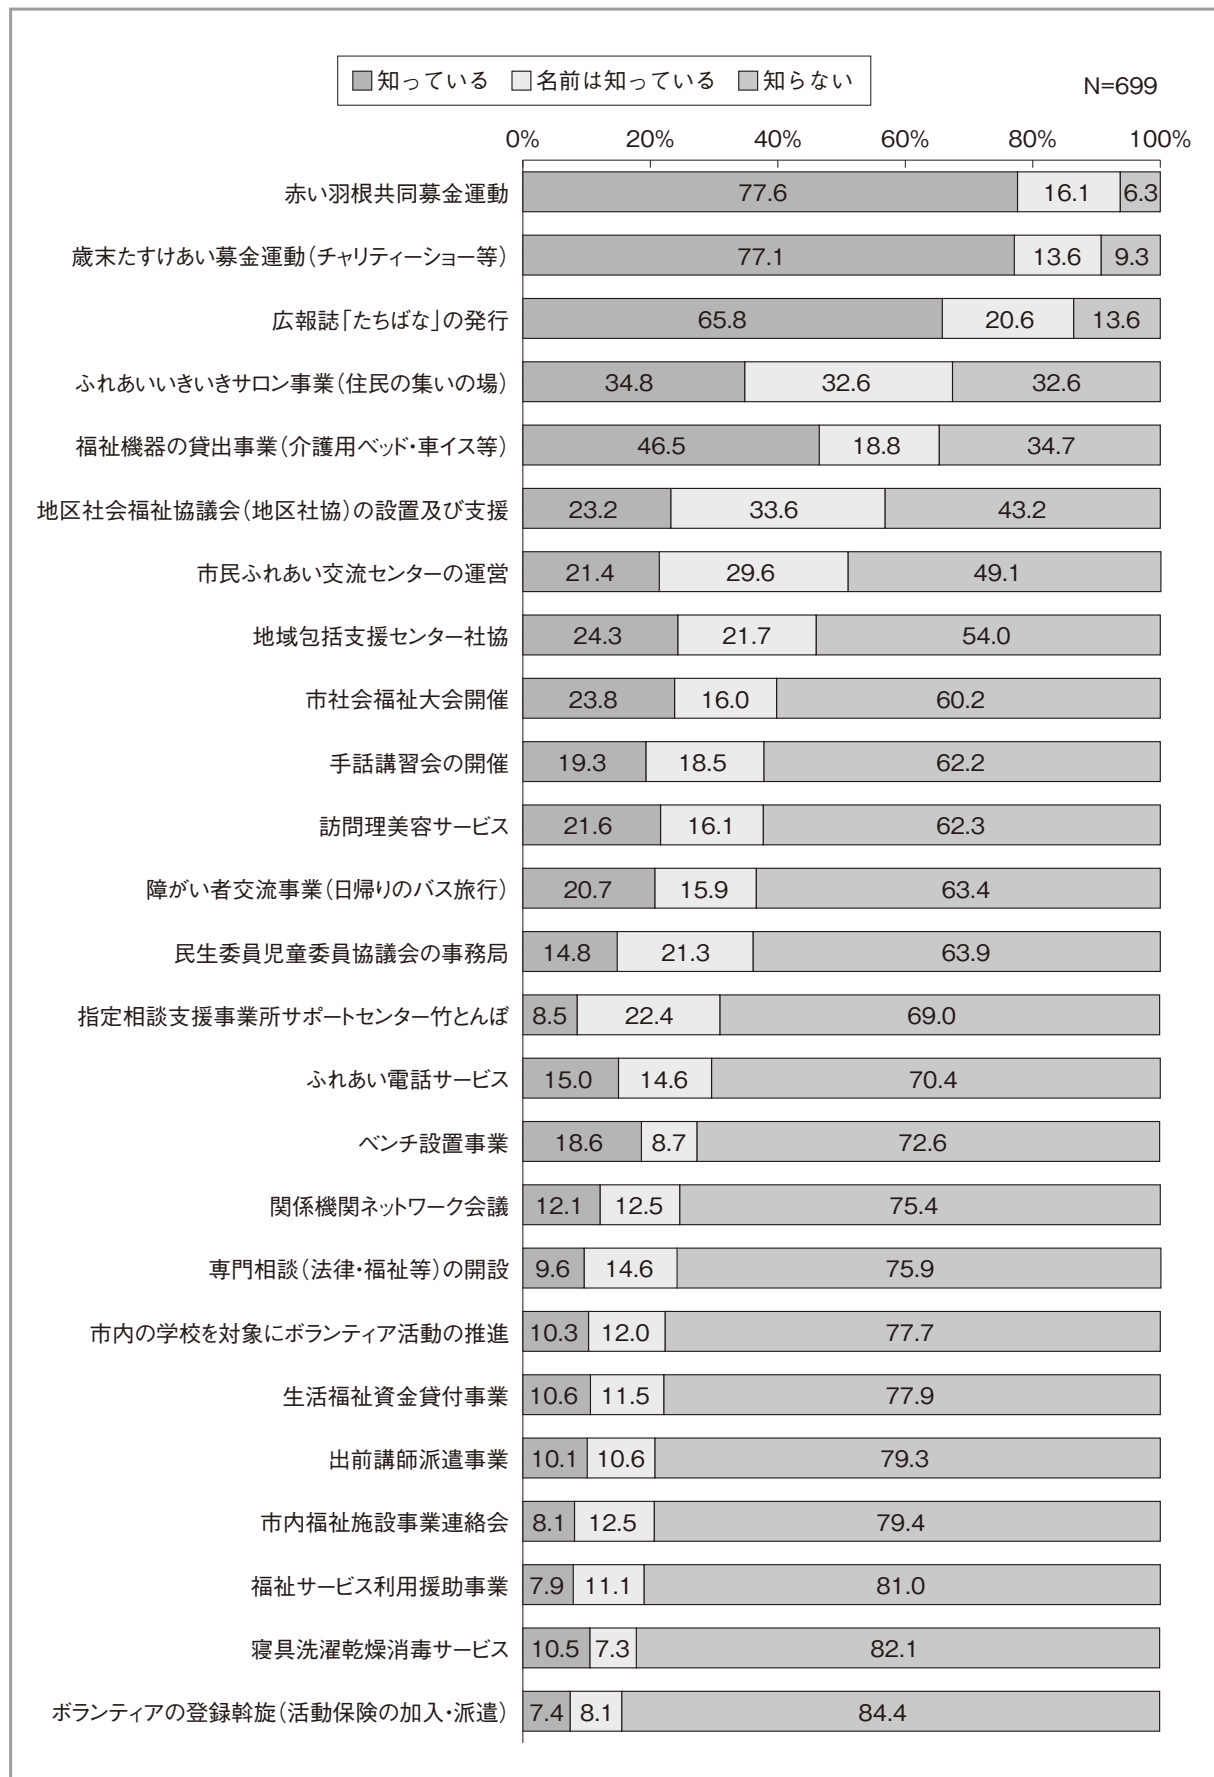 知っている 名前は知っている 知らない
N=699
0% 20% 40% 60% 80% 100%
赤い羽根共同募金運動 77.6 16.1 6.3
歳末たすけあい募金運動(チャリティーショー等) 77.1 13.6 9.3
広報誌「たちばな」の発行 65.8 20.6 13.6
ふれあいいきいきサロン事業(住民の集いの場) 34.8 32.6 32.6
福祉機器の貸出事業(介護用ベッド・車イス等) 46.5 18.8 34.7
地区社会福祉協議会(地区社協)の設置及び支援 23.2 33.6 43.2
市民ふれあい交流センターの運営 21.4 29.6 49.1
地域包括支援センター社協 24.3 21.7 54.0
市社会福祉大会開催 23.8 16.0 60.2
手話講習会の開催 19.3 18.5 62.2
訪問理美容サービス 21.6 16.1 62.3
障がい者交流事業(日帰りのバス旅行) 20.7 15.9 63.4
民生委員児童委員協議会の事務局 14.8 21.3 63.9
指定相談支援事業所サポートセンター竹とんぼ 8.5 22.4 69.0
ふれあい電話サービス 15.0 14.6 70.4
ベンチ設置事業 18.6 8.7 72.6
関係機関ネットワーク会議 12.1 12.5 75.4
専門相談(法律・福祉等)の開設 9.6 14.6 75.9
市内の学校を対象にボランティア活動の推進 10.3 12.0 77.7
生活福祉資金貸付事業 10.6 11.5 77.9
出前講師派遣事業 10.1 10.6 79.3
市内福祉施設事業連絡会 8.1 12.5 79.4
福祉サービス利用援助事業 7.9 11.1 81.0
寝具洗濯乾燥消毒サービス 10.5 7.3 82.1
ボランティアの登録斡旋(活動保険の加入・派遣) 7.4 8.1 84.4